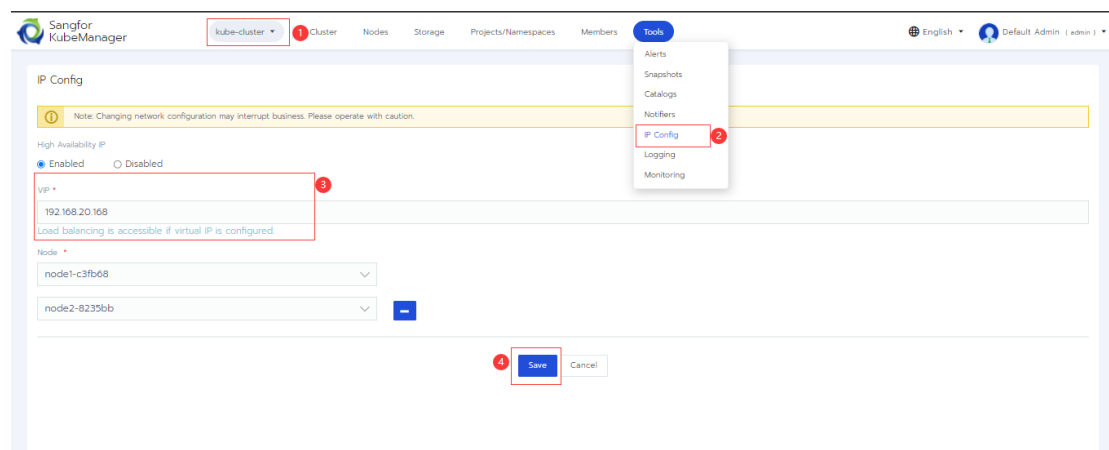 Sangfor
KubeManager
kube-cluster
1
Cluster
Nodes
Storage
Projects/Namespaces
Members
Tools
English
Default Admin ( admin )
Alerts
Snapshots
Catalogs
Notifiers
IP Config
2
Logging
Monitoring
IP Config
Note: Changing network configuration may interrupt business. Please operate with caution.
High Availability IP
Enabled
Disabled
VIP *
3
192.168.20.168
Load balancing is accessible if virtual IP is configured.
Node *
node1-c3fb68
node2-8235bb
4
Save
Cancel